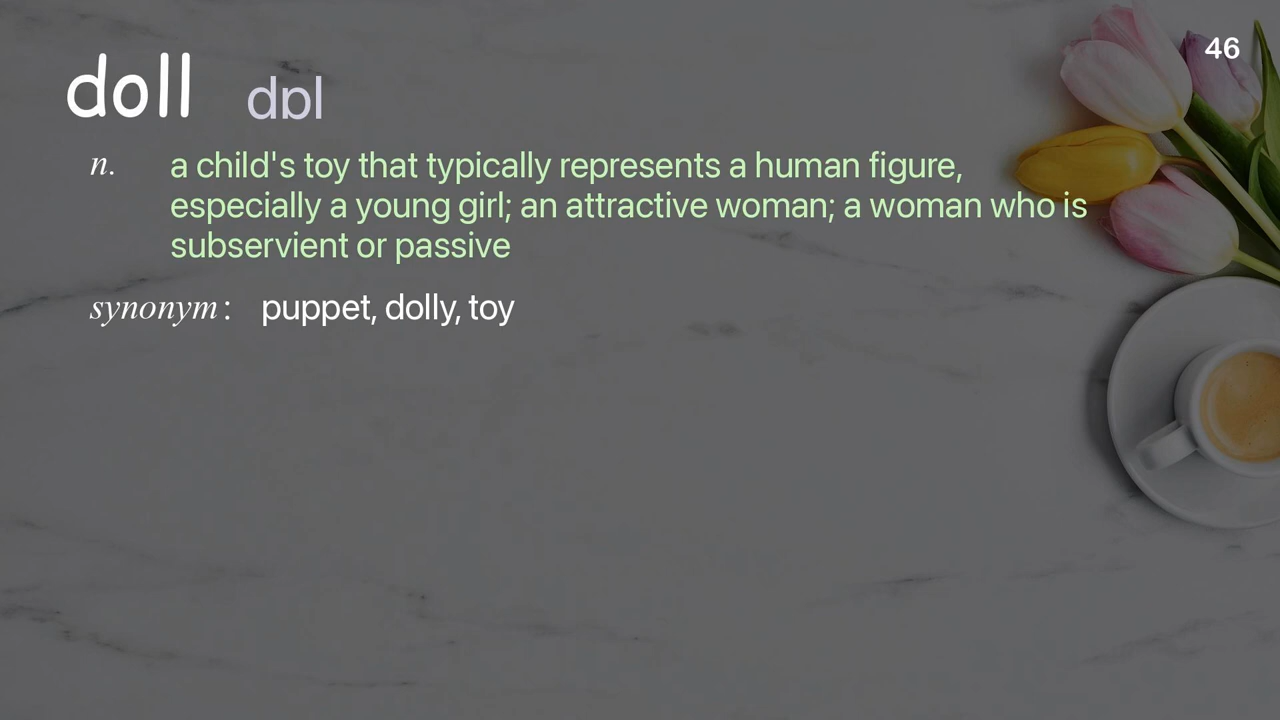 46
doll dɒl
n. a child's toy that typically represents a human figure,
especially a young girl; an attractive woman; a woman who is
subservient or passive
synonym: puppet, dolly, toy